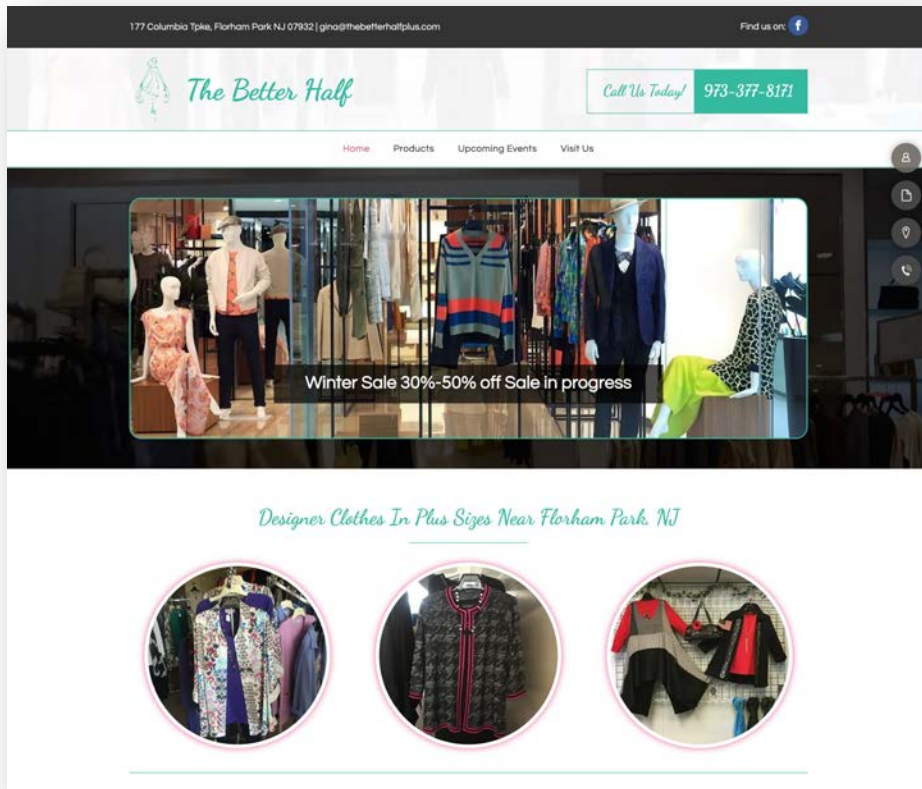 177 Columbia Tpke, Florham Park NJ 07932 | gina@thebetterhalfplus.com
Find us on: f
The Better Half
Call Us Today! 973-377-8171
Home Products Upcoming Events Visit Us
Winter Sale 30%-50% off Sale in progress
Designer Clothes In Plus Sizes Near Florham Park, NJ